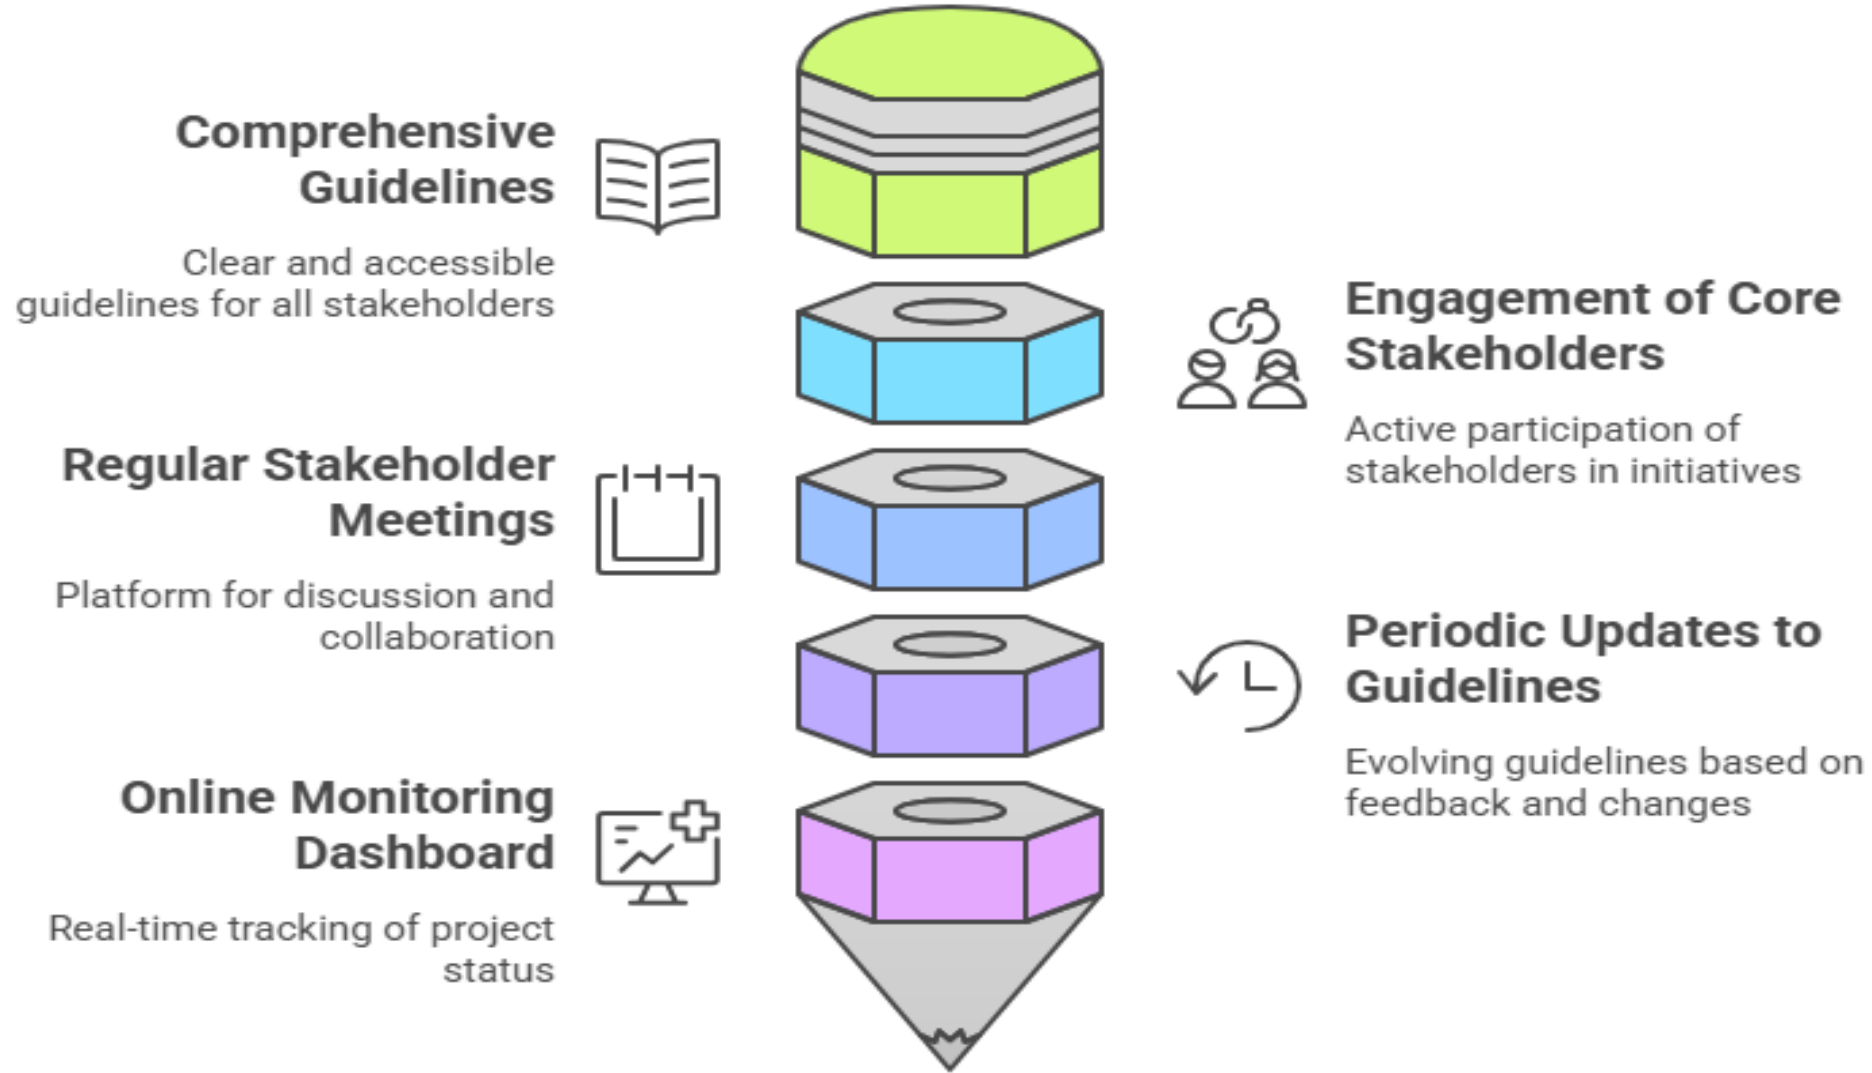 Comprehensive
Guidelines
Clear and accessible
guidelines for all stakeholders
Engagement of Core
Stakeholders
Active participation of
stakeholders in initiatives
Regular Stakeholder
Meetings
Platform for discussion and
collaboration
Periodic Updates to
Guidelines
Evolving guidelines based on
feedback and changes
Online Monitoring
Dashboard
Real-time tracking of project
status